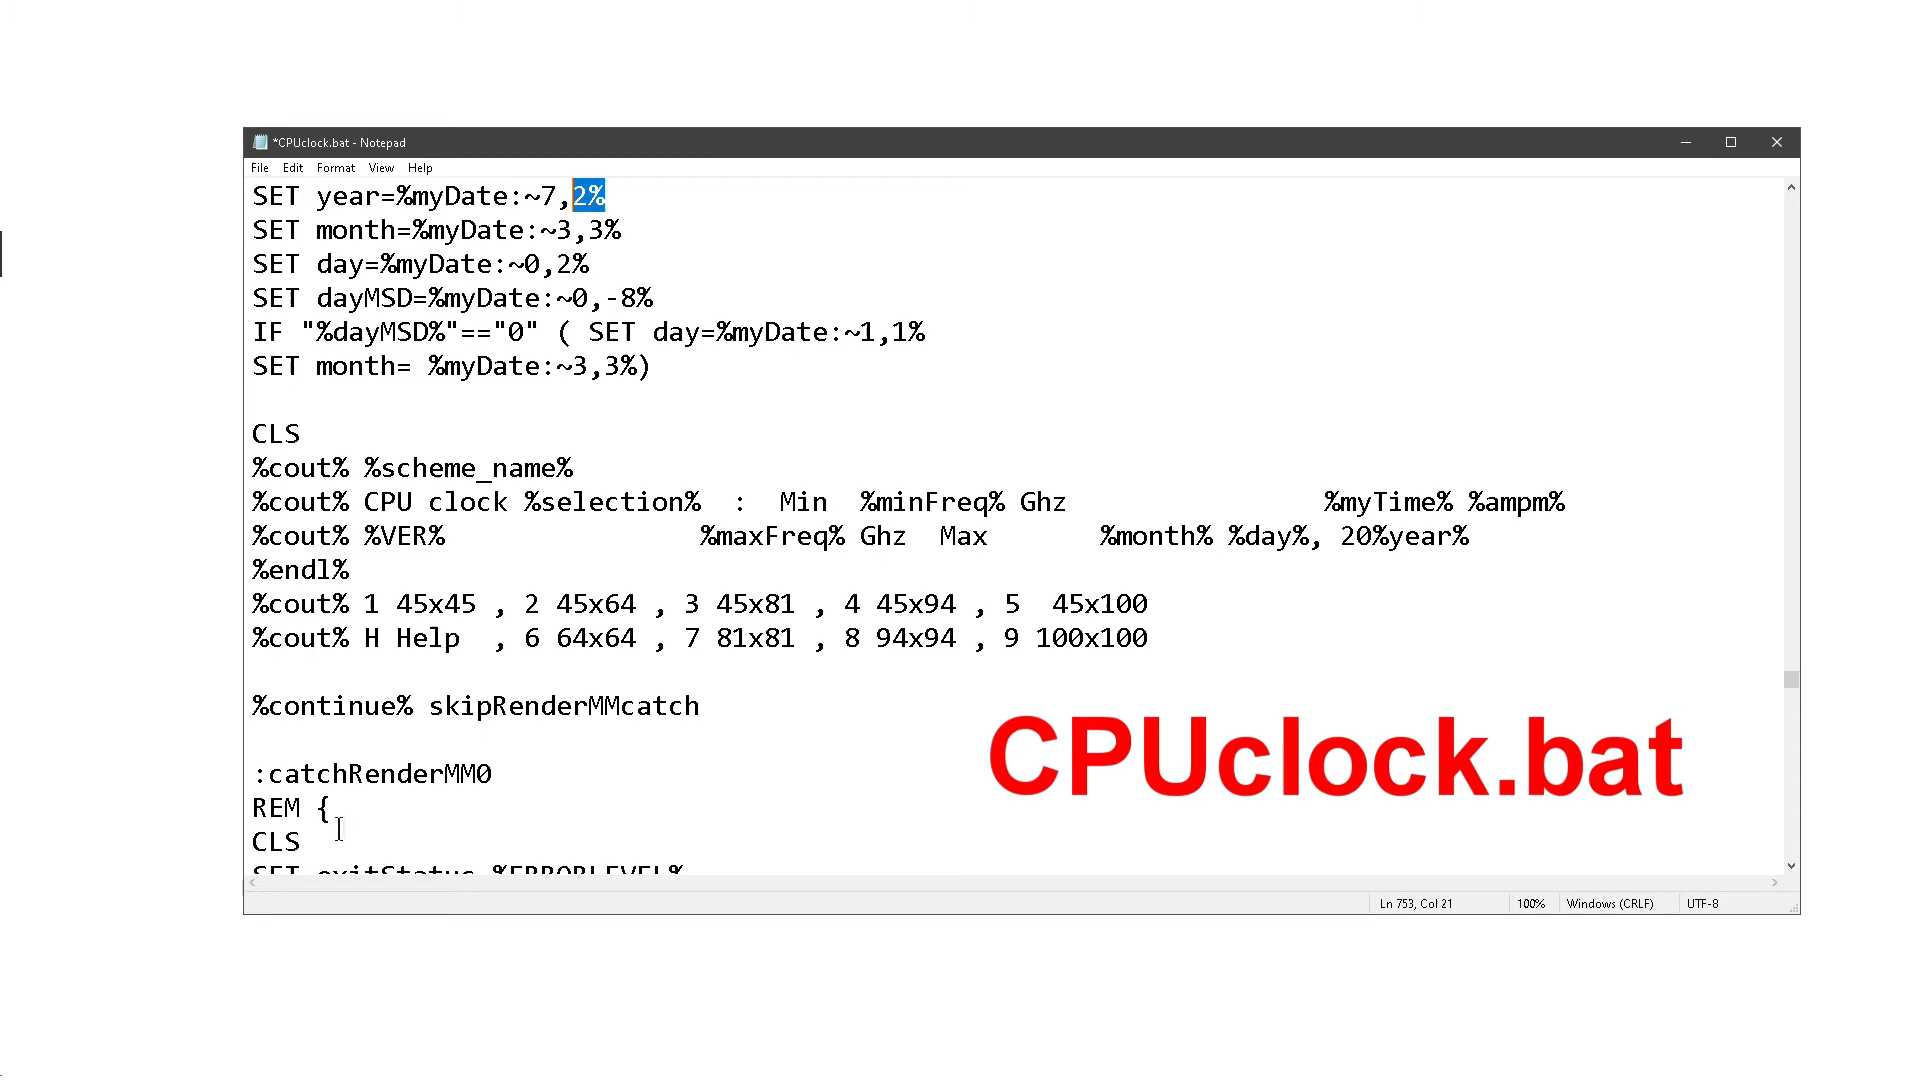 *CPUclock.bat - Notepad
File Edit Format View Help
SET year=%myDate:~7,2%
SET month=%myDate:~3,3%
SET day=%myDate:~0,2%
SET dayMSD=%myDate:~0,-8%
IF "%dayMSD%"=="0" ( SET day=%myDate:~1,1%
SET month= %myDate:~3,3%)
CLS
%cout% %scheme_name%
%cout% CPU clock %selection% : Min %minFreq% Ghz %myTime% %ampm%
%cout% %VER% %maxFreq% Ghz Max %month% %day%, 20%year%
%endl%
%cout% 1 45x45 , 2 45x64 , 3 45x81 , 4 45x94 , 5 45x100
%cout% H Help , 6 64x64 , 7 81x81 , 8 94x94 , 9 100x100
%continue% skipRenderMMcatch
:catchRenderMM0
REM {
CLS
SET exitStatus %ERRORLEVEL%
CPUclock.bat
Ln 753, Col 21 100% Windows (CRLF) UTF-8